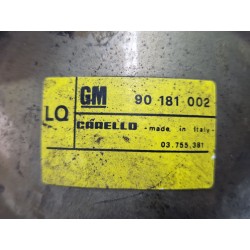 GM 90 181 002
LQ
CARELLO -made in Italy-
03.755.381